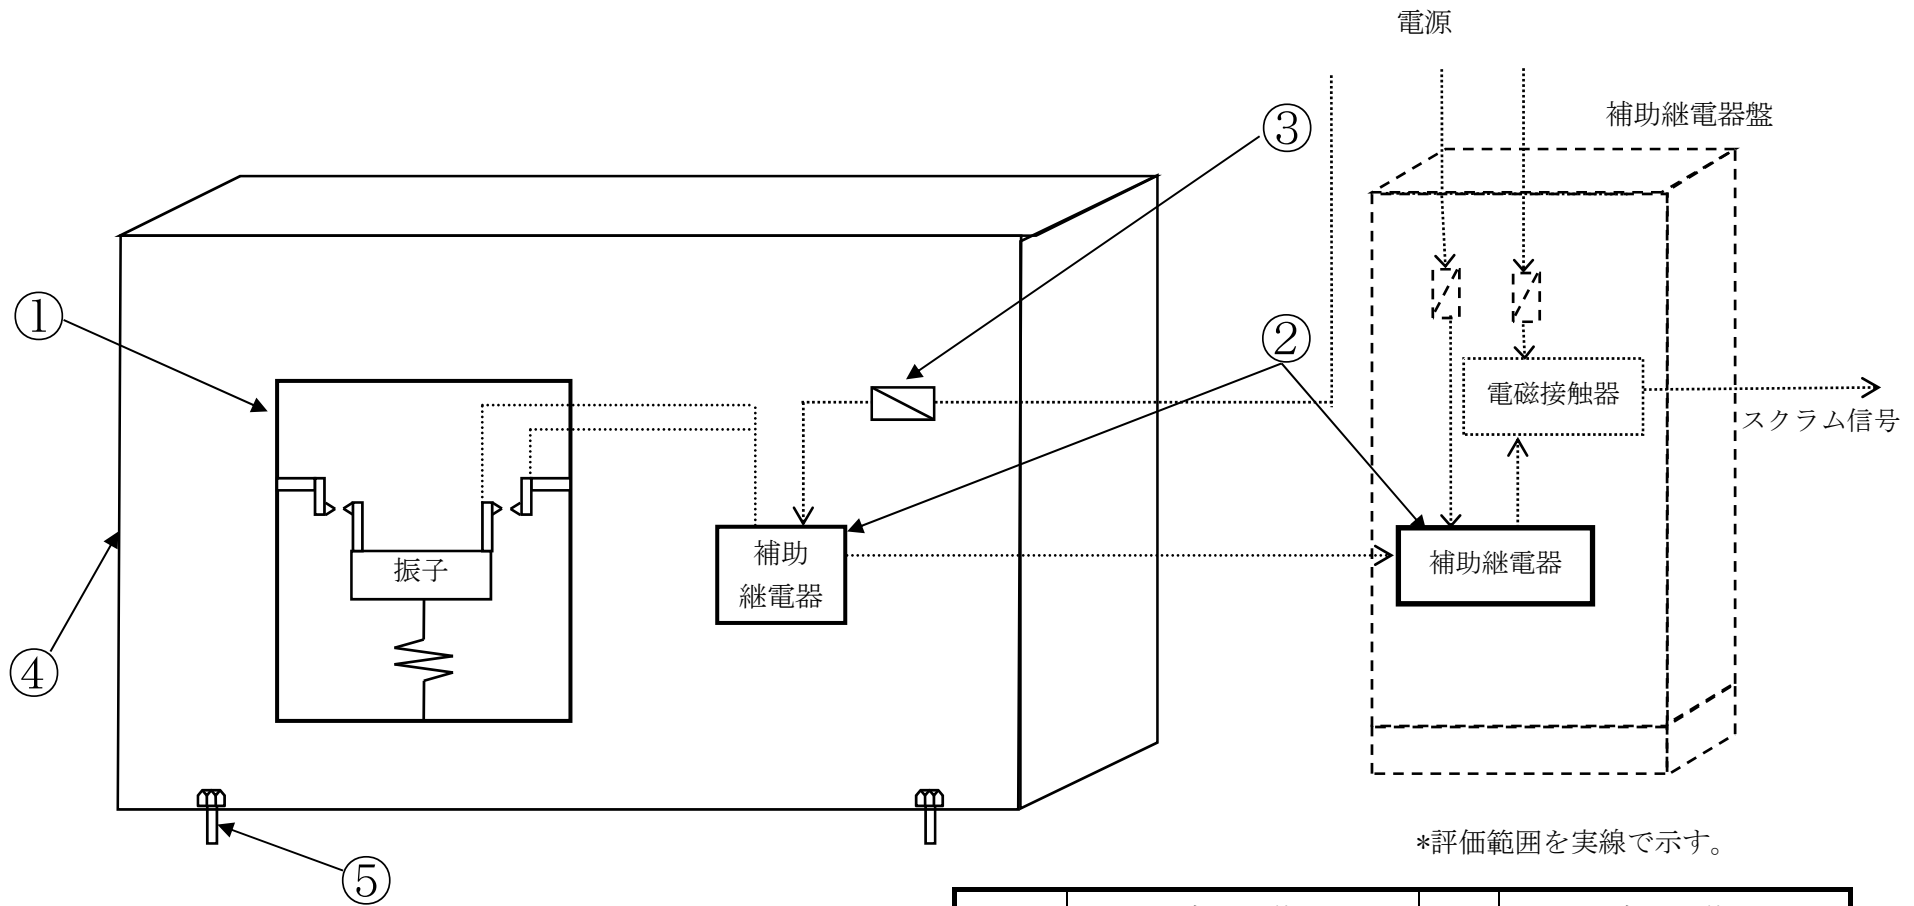 電源
補助継電器盤
③
①
②
電磁接触器
スクラム信号
補助
継電器
補助継電器
振子
④
*評価範囲を実線で示す。
⑤